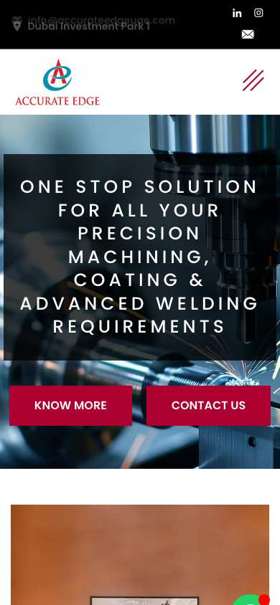 Dubai Investment Park 1
ACCURATE EDGE
ONE STOP SOLUTION
FOR ALL YOUR
PRECISION
MACHINING,
COATING &
ADVANCED WELDING
REQUIREMENTS
KNOW MORE
CONTACT US